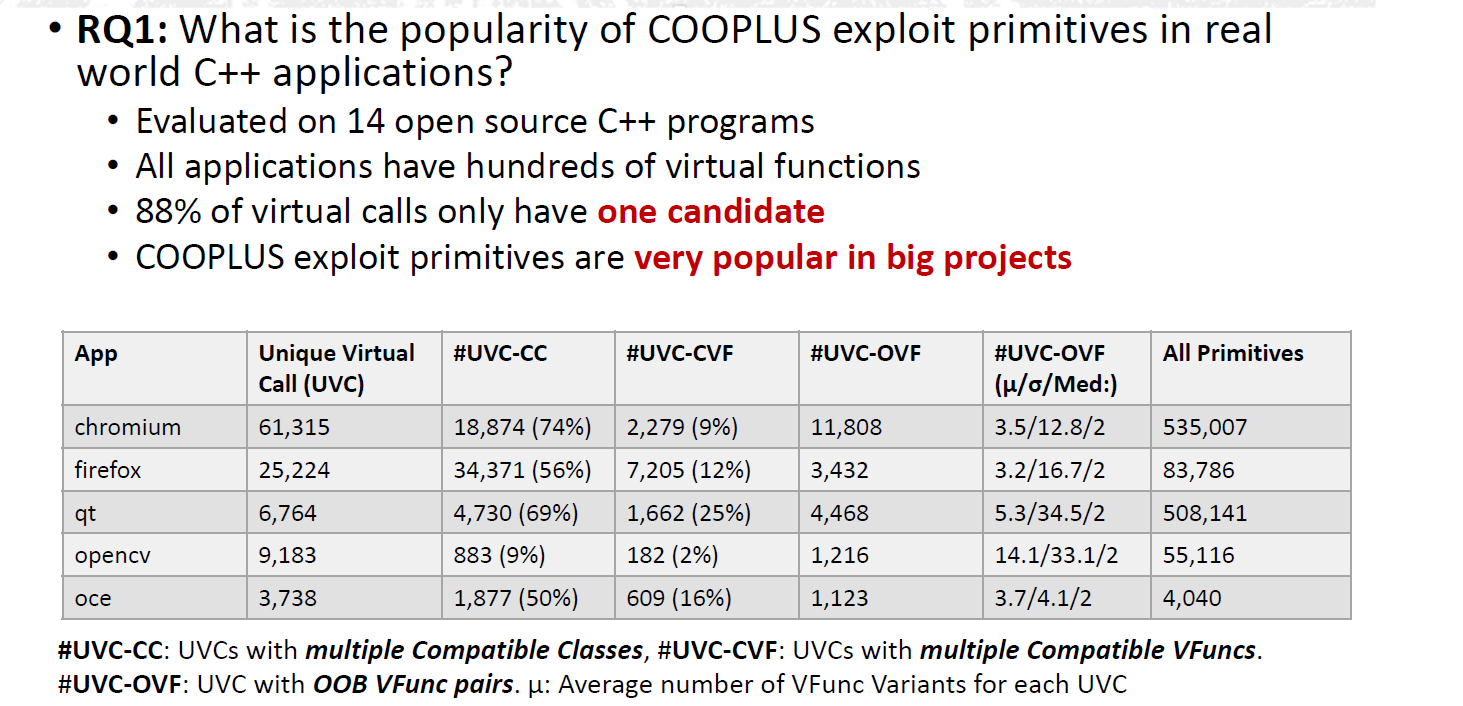 • RQ1: What is the popularity of COOPLUS exploit primitives in real
world C++ applications?
• Evaluated on 14 open source C++ programs
• All applications have hundreds of virtual functions
• 88% of virtual calls only have one candidate
• COOPLUS exploit primitives are very popular in big projects
App Unique Virtual Call (UVC) #UVC-CC #UVC-CVF #UVC-OVF #UVC-OVF (μ/σ/Med:) All Primitives
chromium 61,315 18,874 (74%) 2,279 (9%) 11,808 3.5/12.8/2 535,007
firefox 25,224 34,371 (56%) 7,205 (12%) 3,432 3.2/16.7/2 83,786
qt 6,764 4,730 (69%) 1,662 (25%) 4,468 5.3/34.5/2 508,141
opencv 9,183 883 (9%) 182 (2%) 1,216 14.1/33.1/2 55,116
oce 3,738 1,877 (50%) 609 (16%) 1,123 3.7/4.1/2 4,040
#UVC-CC: UVCs with multiple Compatible Classes, #UVC-CVF: UVCs with multiple Compatible VFuncs.
#UVC-OVF: UVC with OOB VFunc pairs. μ: Average number of VFunc Variants for each UVC